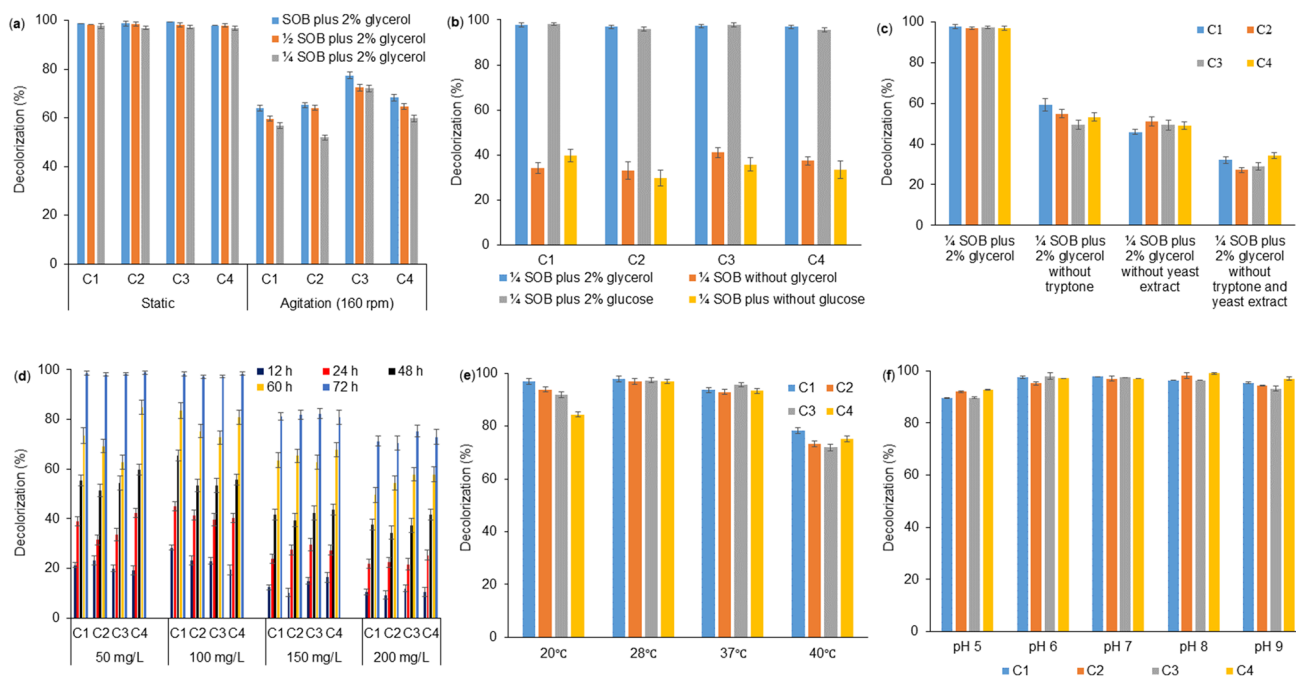 (a)
SOB plus 2% glycerol
½ SOB plus 2% glycerol
¼ SOB plus 2% glycerol
Decolorization (%)
100
80
60
40
20
0
C1 C2 C3 C4 C1 C2 C3 C4
Static Agitation (160 rpm)
(b)
Decolorization (%)
100
80
60
40
20
0
C1 C2 C3 C4
¼ SOB plus 2% glycerol ¼ SOB without glycerol
¼ SOB plus 2% glucose ¼ SOB plus without glucose
(c)
C1 C2
C3 C4
Decolorization (%)
120
100
80
60
40
20
0
¼ SOB plus 2% glycerol
¼ SOB plus 2% glycerol without tryptone
¼ SOB plus 2% glycerol without yeast extract
¼ SOB plus 2% glycerol without tryptone and yeast extract
(d)
12 h 24 h 48 h
60 h 72 h
Decolorization (%)
100
80
60
40
20
0
C1 C2 C3 C4 C1 C2 C3 C4 C1 C2 C3 C4 C1 C2 C3 C4
50 mg/L 100 mg/L 150 mg/L 200 mg/L
(e)
C1 C2
C3 C4
Decolorization (%)
100
80
60
40
20
0
20°C 28°C 37°C 40°C
(f)
Decolorization (%)
100
80
60
40
20
0
pH 5 pH 6 pH 7 pH 8 pH 9
C1 C2 C3 C4